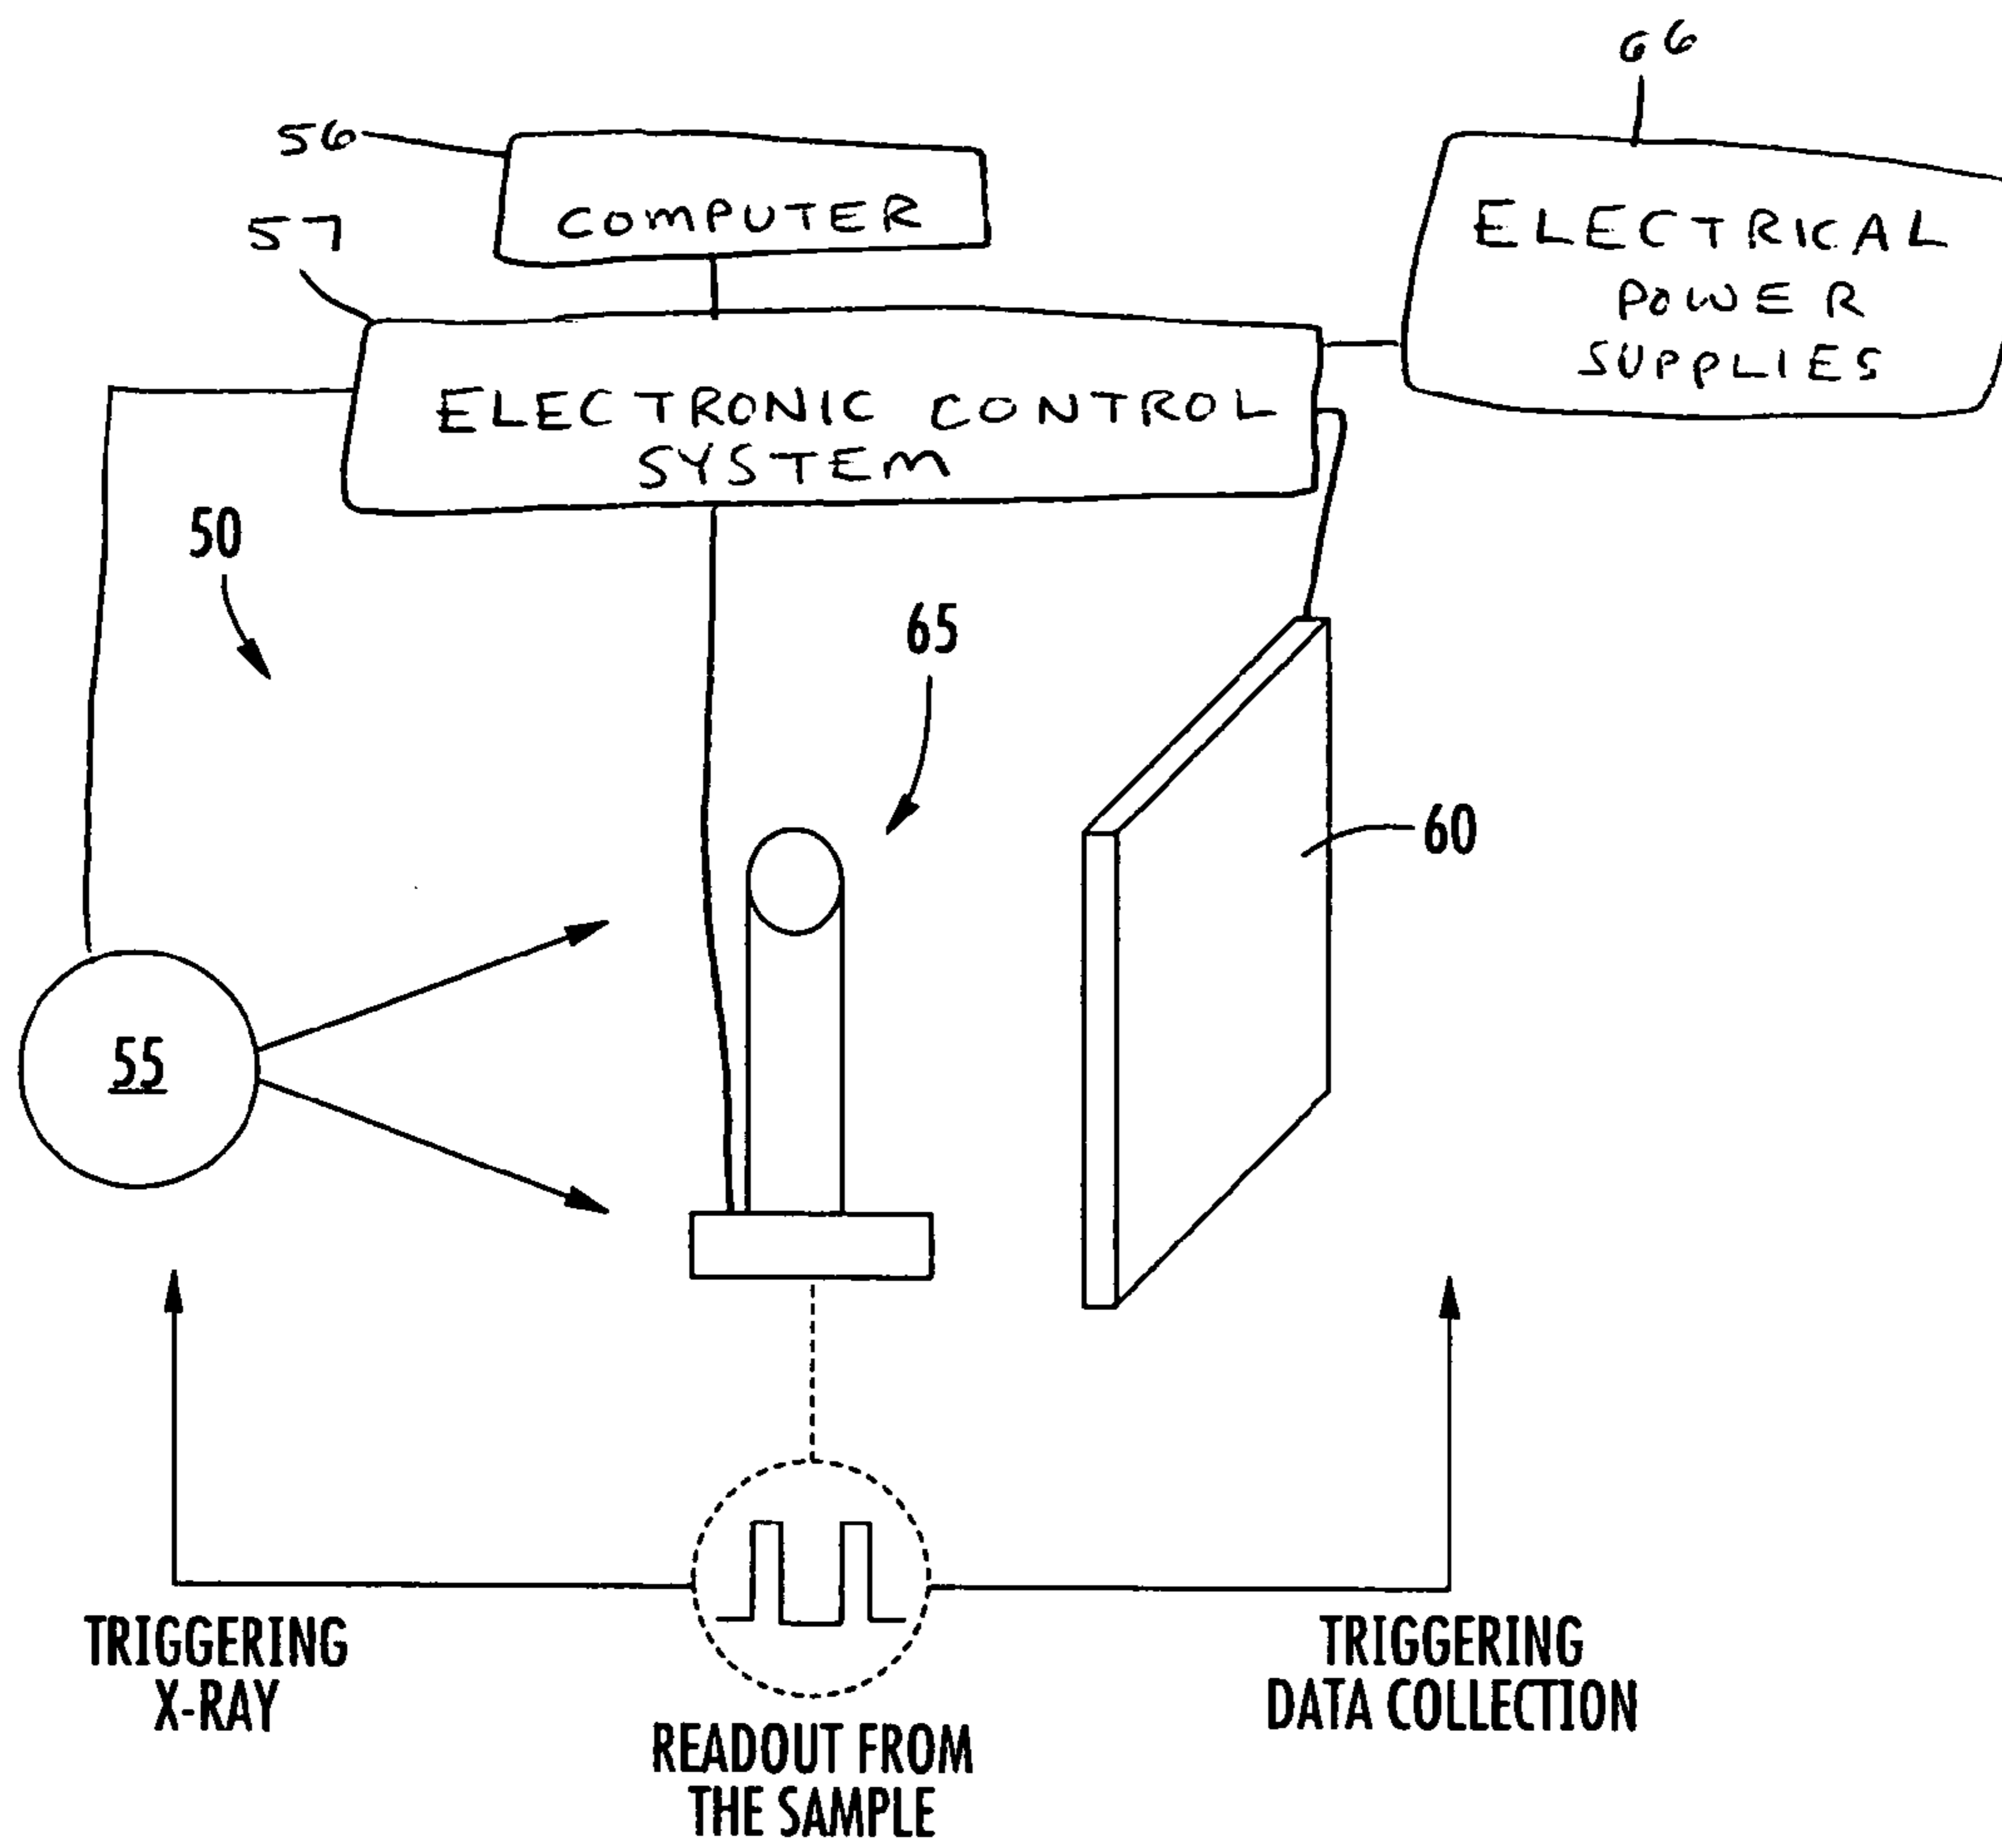 66
56
COMPUTER
57
ELECTRICAL
POWER
SUPPLIES
ELECTRONIC CONTROL
SYSTEM
50
65
60
55
TRIGGERING
X-RAY
READOUT FROM
THE SAMPLE
TRIGGERING
DATA COLLECTION